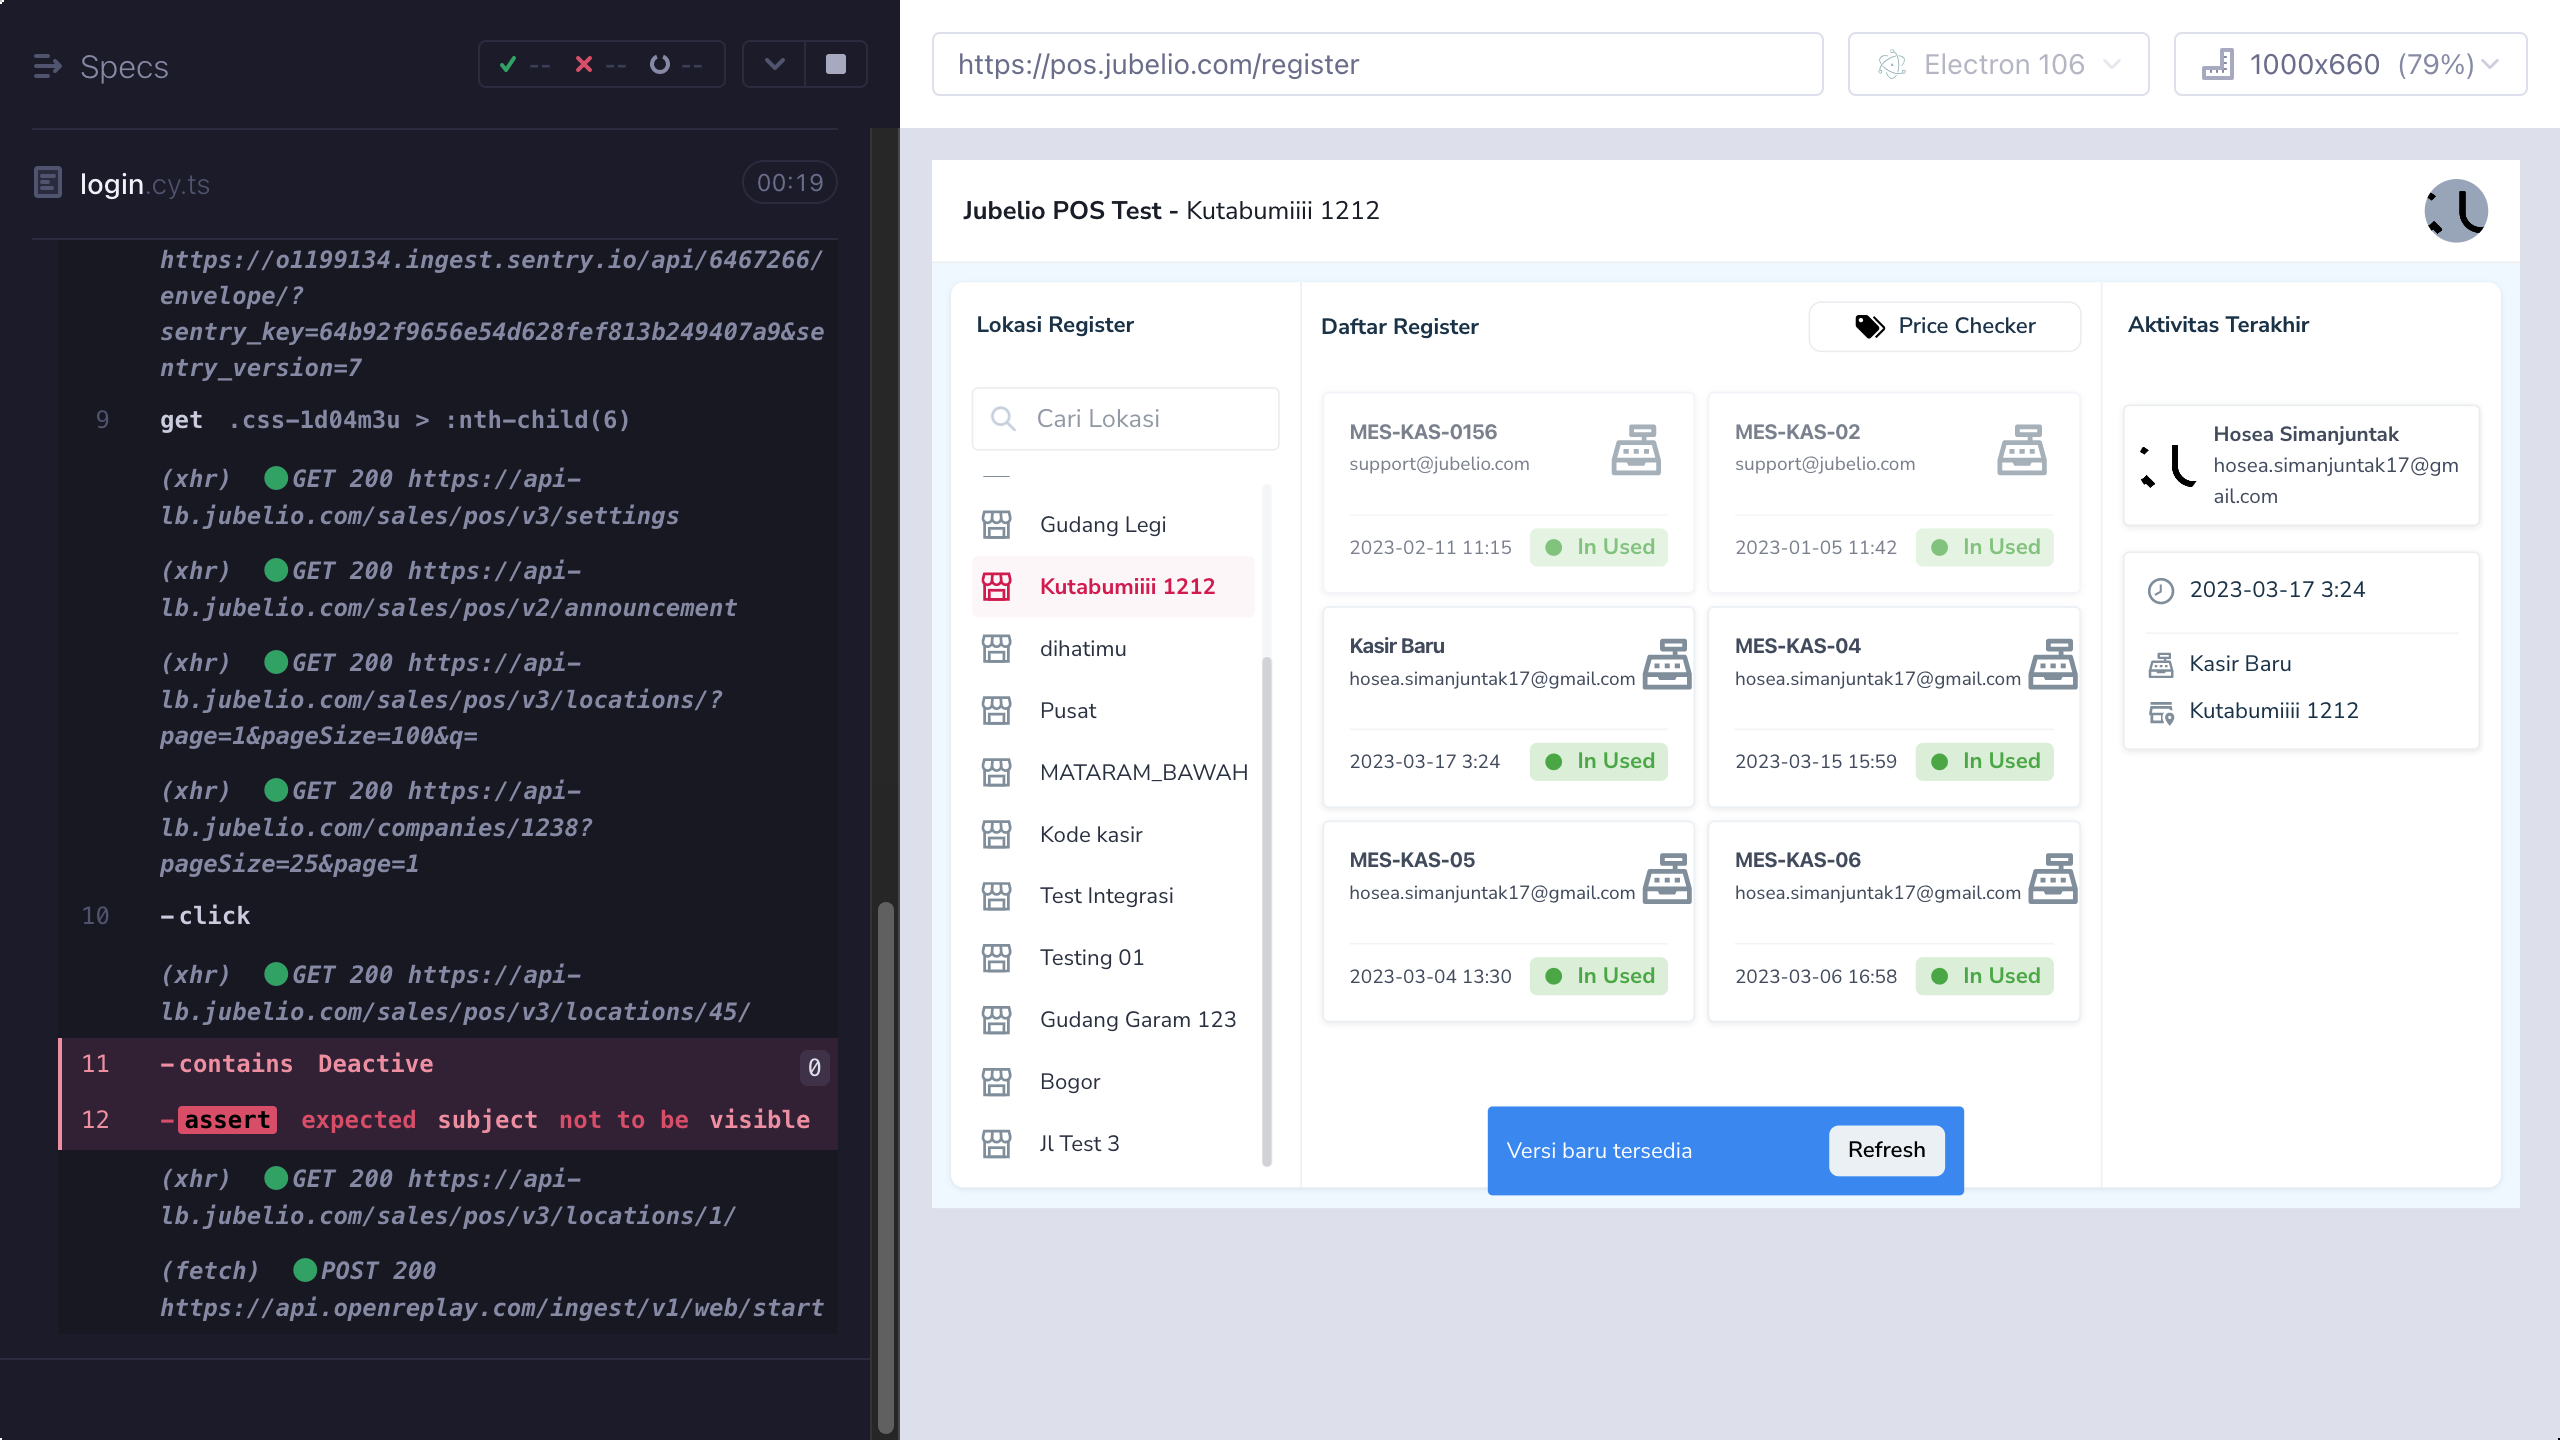 Specs
--
--
--
login.cy.ts
00:19
https://o1199134.ingest.sentry.io/api/6467266/
envelope/?
sentry_key=64b92f9656e54d628fef813b249407a9&se
ntry_version=7
9 get .css-1d04m3u > :nth-child(6)
(xhr) GET 200 https://api-
lb.jubelio.com/sales/pos/v3/settings
(xhr) GET 200 https://api-
lb.jubelio.com/sales/pos/v2/announcement
(xhr) GET 200 https://api-
lb.jubelio.com/sales/pos/v3/locations/?
page=1&pageSize=100&q=
(xhr) GET 200 https://api-
lb.jubelio.com/companies/1238?
pageSize=25&page=1
10 -click
(xhr) GET 200 https://api-
lb.jubelio.com/sales/pos/v3/locations/45/
11 -contains Deactive 0
12 -assert expected subject not to be visible
(xhr) GET 200 https://api-
lb.jubelio.com/sales/pos/v3/locations/1/
(fetch) POST 200
https://api.openreplay.com/ingest/v1/web/start
https://pos.jubelio.com/register
Electron 106
1000x660 (79%)
Jubelio POS Test - Kutabumiiii 1212
Lokasi Register
Cari Lokasi
Gudang Legi
Kutabumiiii 1212
dihatimu
Pusat
MATARAM_BAWAH
Kode kasir
Test Integrasi
Testing 01
Gudang Garam 123
Bogor
Jl Test 3
Daftar Register
Price Checker
MES-KAS-0156
support@jubelio.com
2023-02-11 11:15 In Used
MES-KAS-02
support@jubelio.com
2023-01-05 11:42 In Used
Kasir Baru
hosea.simanjuntak17@gmail.com
2023-03-17 3:24 In Used
MES-KAS-04
hosea.simanjuntak17@gmail.com
2023-03-15 15:59 In Used
MES-KAS-05
hosea.simanjuntak17@gmail.com
2023-03-04 13:30 In Used
MES-KAS-06
hosea.simanjuntak17@gmail.com
2023-03-06 16:58 In Used
Versi baru tersedia
Refresh
Aktivitas Terakhir
Hosea Simanjuntak
hosea.simanjuntak17@gm
ail.com
2023-03-17 3:24
Kasir Baru
Kutabumiiii 1212